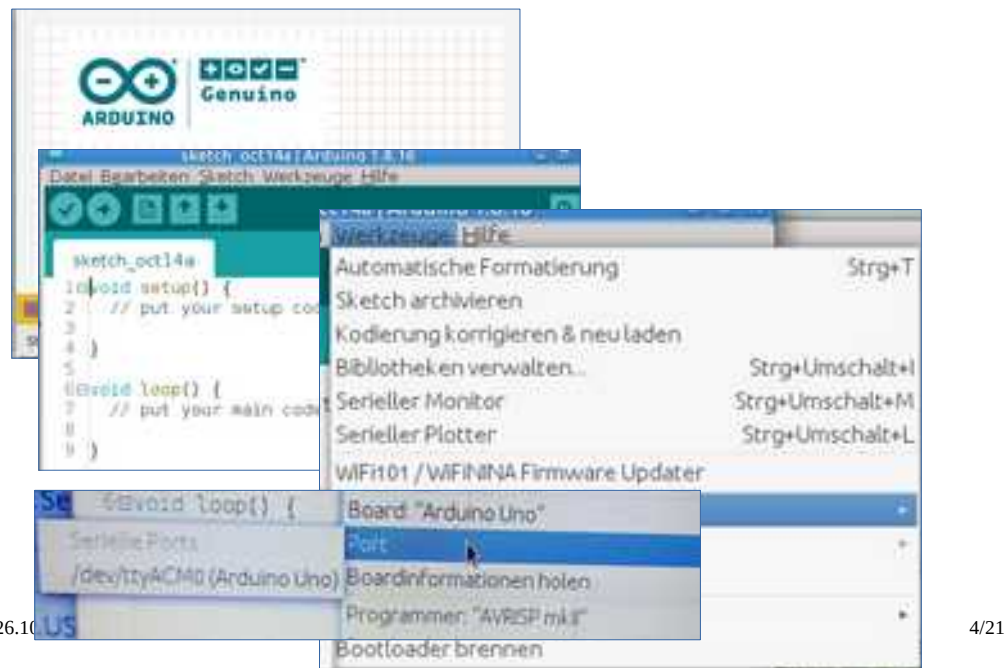 ARDUINO
Genuino
sketch_oct14a | Arduino 1.8.16
Datei Bearbeiten Sketch Werkzeuge Hilfe
sketch_oct14a
1 void setup() {
2 // put your setup
3
4 }
5
6 void loop() {
7 // put your main code
8
9 }
Werkzeuge Hilfe
Automatische Formatierung Strg+T
Sketch archivieren
Kodierung korrigieren & neu laden
Bibliotheken verwalten... Strg+Umschalt+I
Serieller Monitor Strg+Umschalt+M
Serieller Plotter Strg+Umschalt+L
WiFi101 / WiFiNINA Firmware Updater
6 void loop() {
Board: "Arduino Uno"
Serielle Ports
Port
/dev/ttyACM0 (Arduino Uno)
Boardinformationen holen
Programmer: "AVRISP mkII"
Bootloader brennen
US
4/21